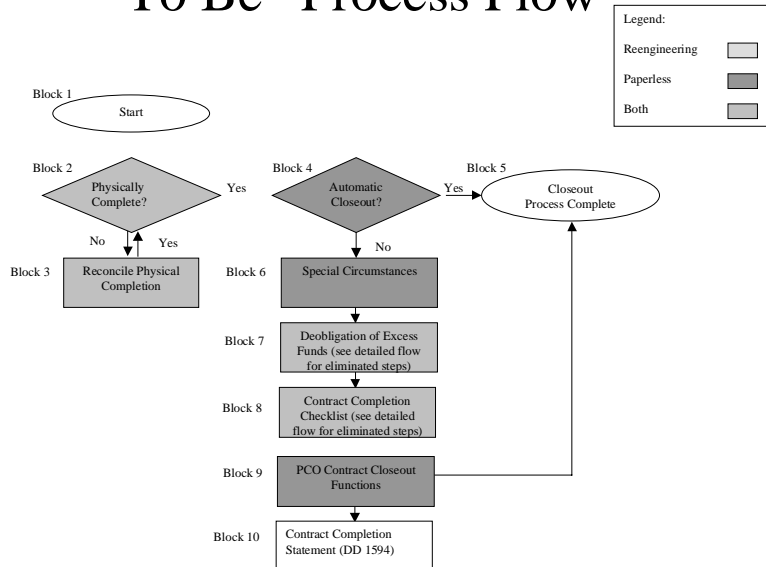 To Be" Process Flow
Legend:
Reengineering
Paperless
Both
Block 1
Start
Block 2
Physically
Complete?
Yes
Block 4
Automatic
Closeout?
Yes
Block 5
Closeout
Process Complete
No
Yes
No
Block 3
Reconcile Physical
Completion
Block 6
Special Circumstances
Block 7
Deobligation of Excess
Funds (see detailed flow
for eliminated steps)
Block 8
Contract Completion
Checklist (see detailed
flow for eliminated steps)
Block 9
PCO Contract Closeout
Functions
Block 10
Contract Completion
Statement (DD 1594)